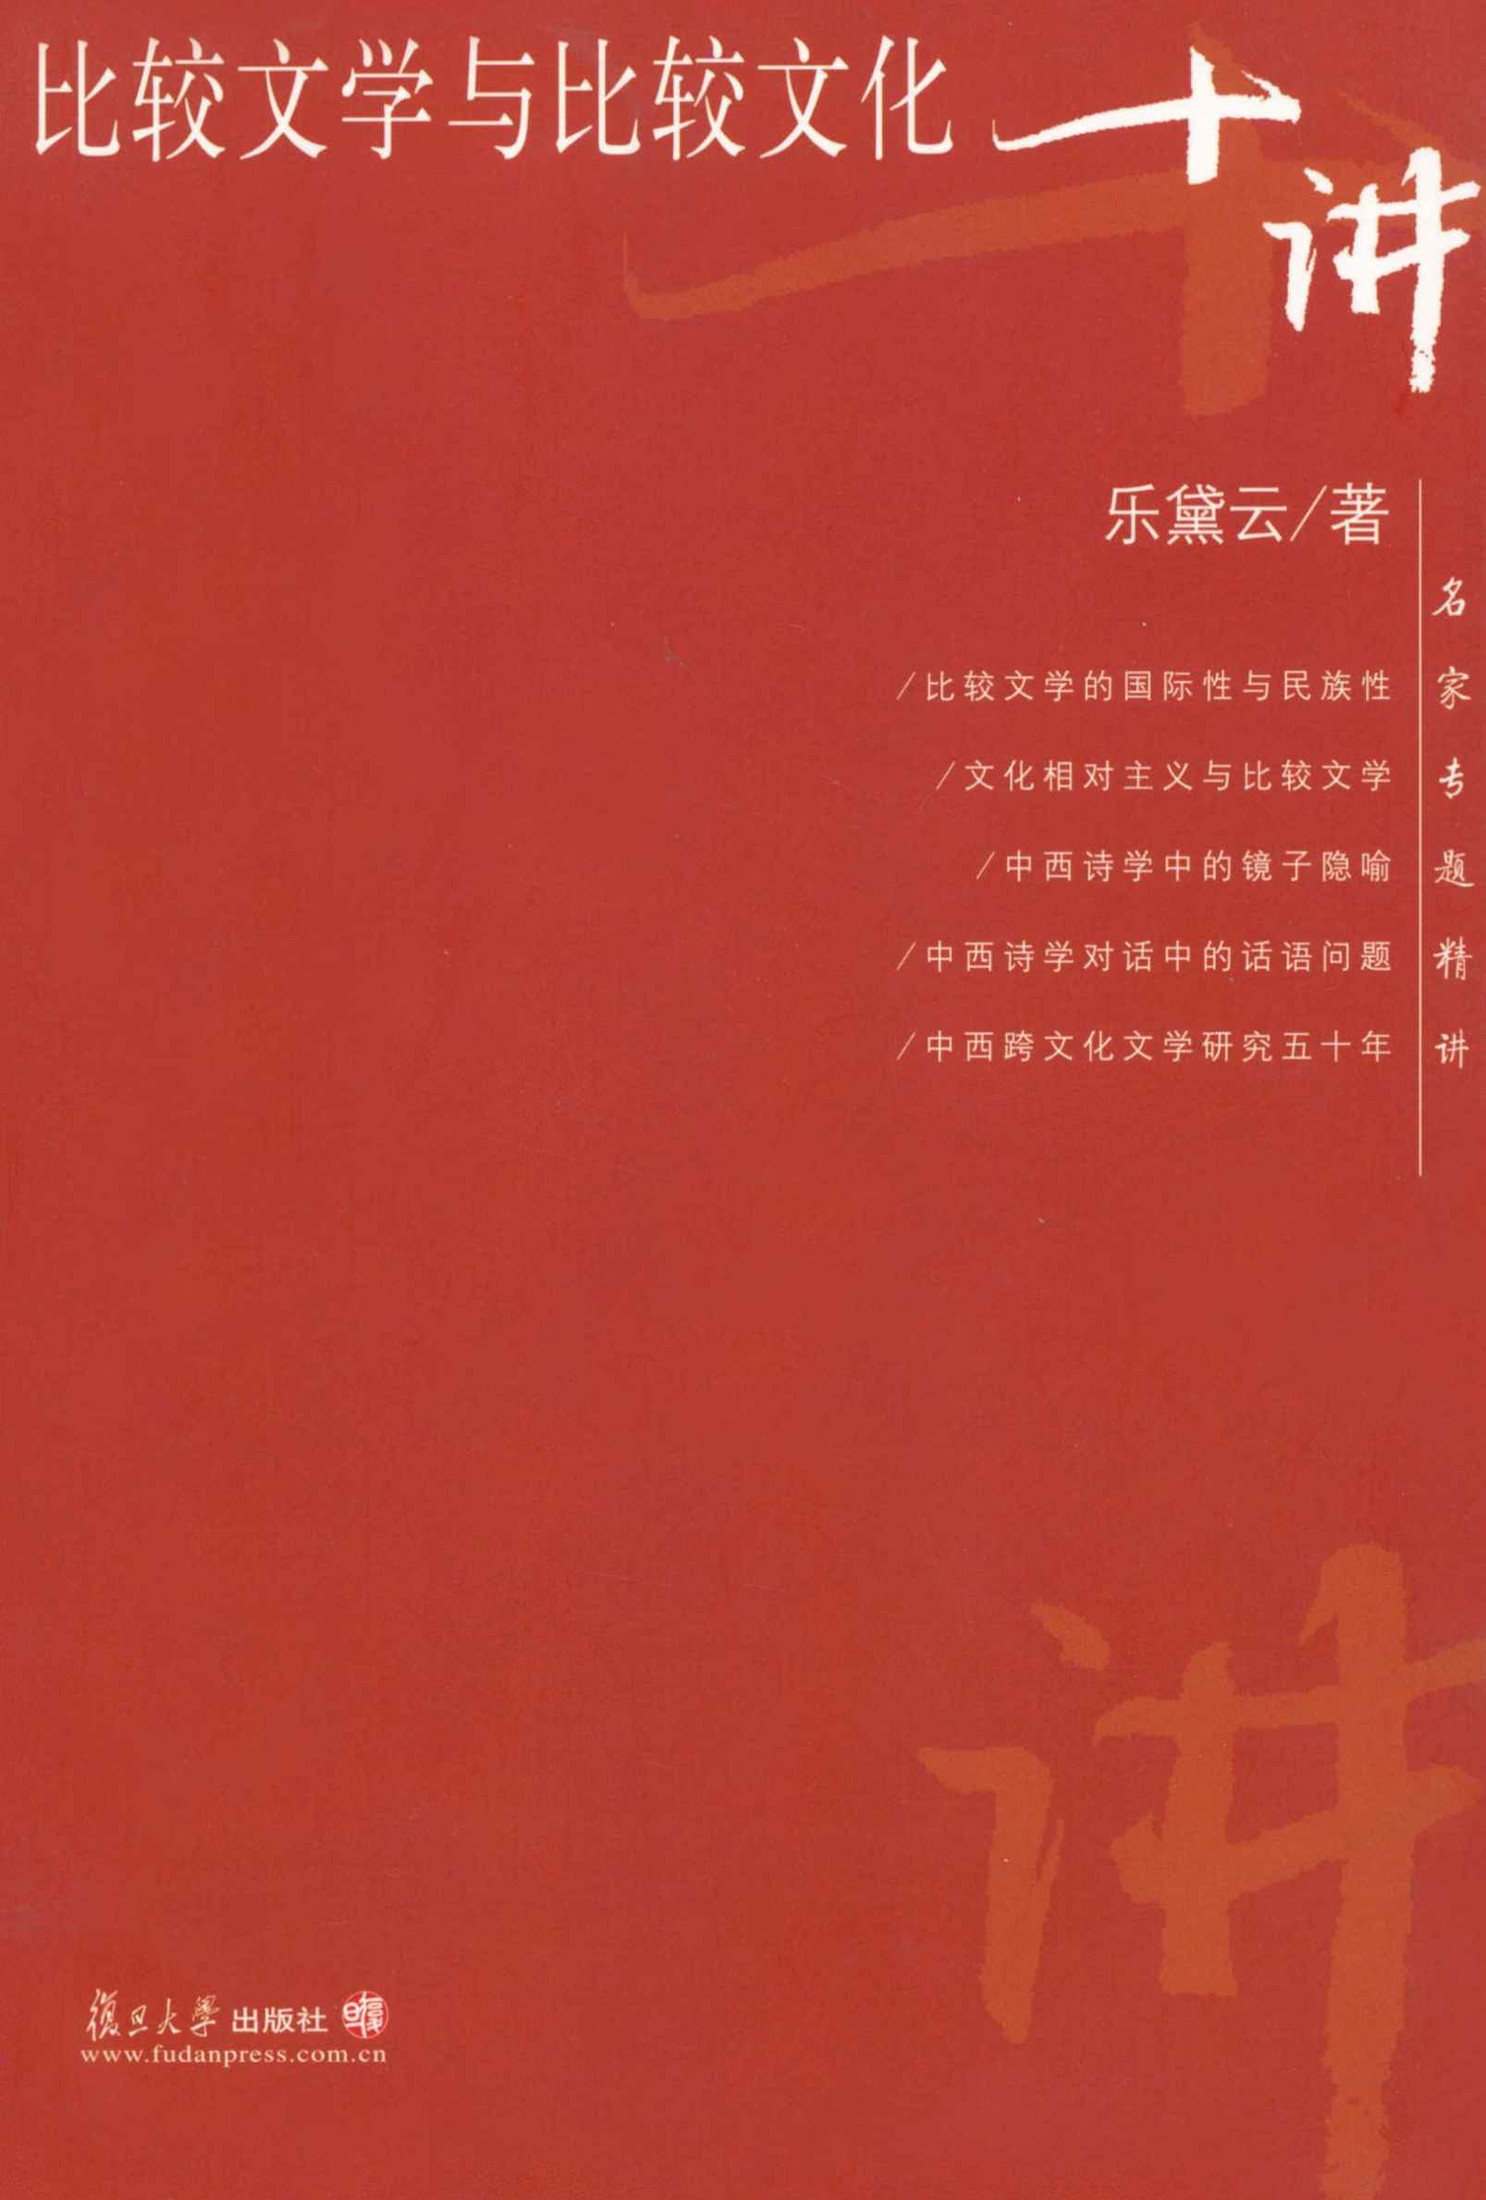 比较文学与比较文化
十讲
乐黛云/著
/比较文学的国际性与民族性
/文化相对主义与比较文学
/中西诗学中的镜子隐喻
/中西诗学对话中的话语问题
/中西跨文化文学研究五十年
名家专题精讲
讲
復旦大學出版社
www.fudanpress.com.cn